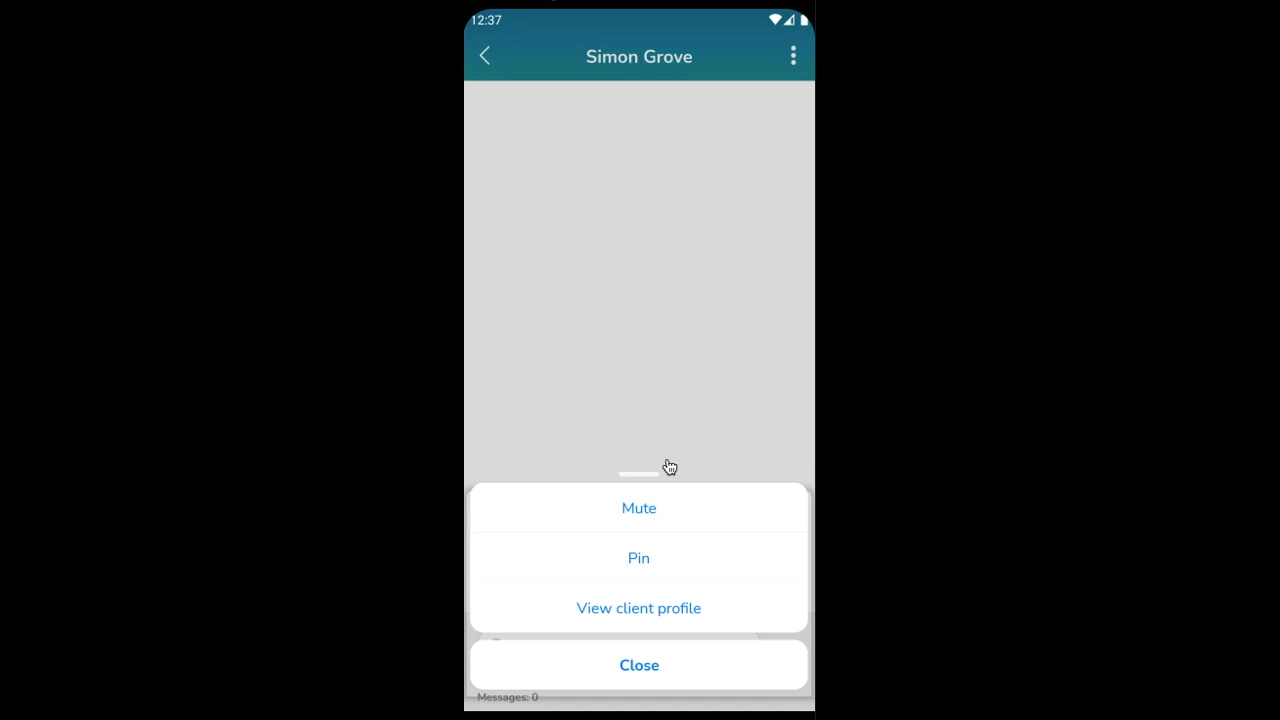 12:37
Simon Grove
Mute
Pin
View client profile
Close
Messages: 0